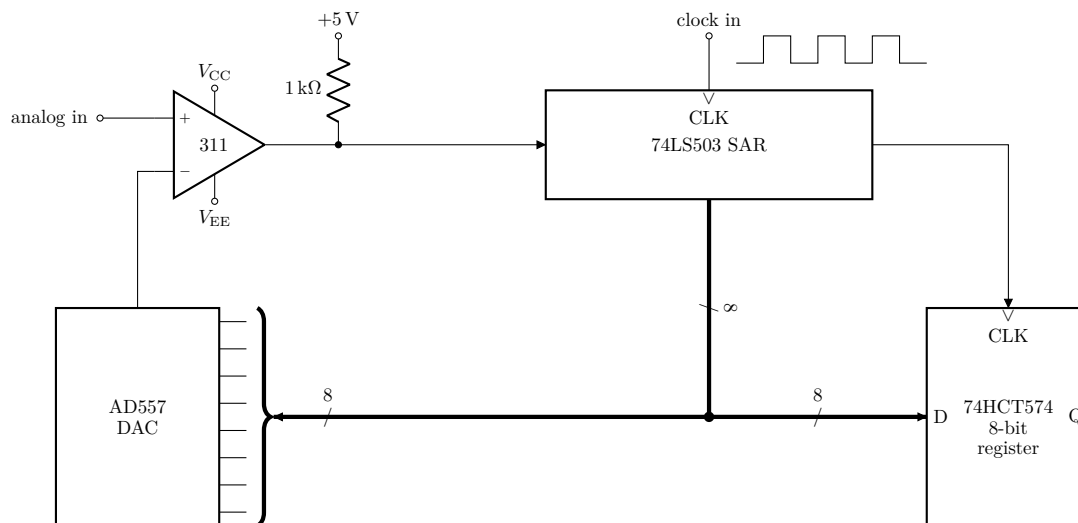 +5 V
clock in
V_CC
1 kΩ
analog in
+
311
−
V_EE
CLK
74LS503 SAR
∞
CLK
8
8
AD557
DAC
D
74HCT574
8-bit
register
Q